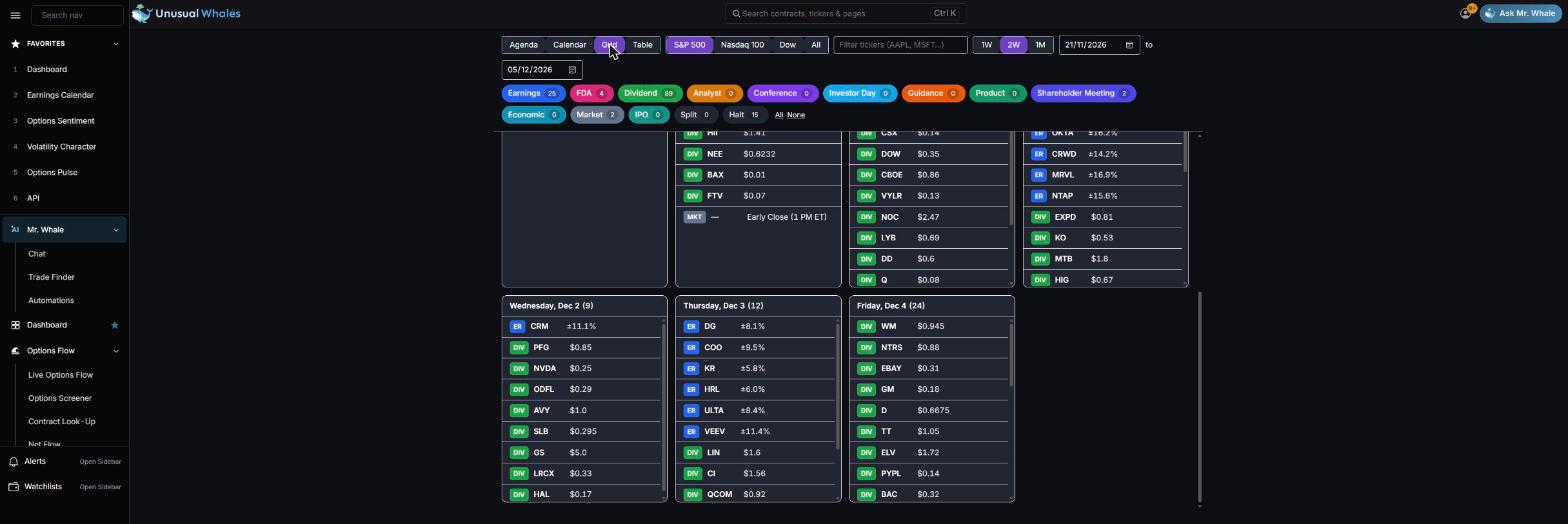 Search nav
Unusual Whales
Search contracts, tickers & pages Ctrl K
9+
Ask Mr. Whale
FAVORITES
1 Dashboard
2 Earnings Calendar
3 Options Sentiment
4 Volatility Character
5 Options Pulse
6 API
AI Mr. Whale
Chat
Trade Finder
Automations
Dashboard
Options Flow
Live Options Flow
Options Screener
Contract Look-Up
Net Flow
Alerts Open Sidebar
Watchlists Open Sidebar
Agenda Calendar Grid Table S&P 500 Nasdaq 100 Dow All Filter tickers (AAPL, MSFT...) 1W 2W 1M 21/11/2026 to
05/12/2026
Earnings 25 FDA 4 Dividend 89 Analyst 0 Conference 0 Investor Day 0 Guidance 0 Product 0 Shareholder Meeting 2
Economic 0 Market 2 IPO 0 Split 0 Halt 15 All None
DIV HII $1.41
DIV NEE $0.6232
DIV BAX $0.01
DIV FTV $0.07
MKT — Early Close (1 PM ET)
DIV CSX $0.14
DIV DOW $0.35
DIV CBOE $0.86
DIV VYLR $0.13
DIV NOC $2.47
DIV LYB $0.69
DIV DD $0.6
DIV Q $0.08
ER OKTA ±16.2%
ER CRWD ±14.2%
ER MRVL ±16.9%
ER NTAP ±15.6%
DIV EXPD $0.81
DIV KO $0.53
DIV MTB $1.8
DIV HIG $0.67
Wednesday, Dec 2 (9)
ER CRM ±11.1%
DIV PFG $0.85
DIV NVDA $0.25
DIV ODFL $0.29
DIV AVY $1.0
DIV SLB $0.295
DIV GS $5.0
DIV LRCX $0.33
DIV HAL $0.17
Thursday, Dec 3 (12)
ER DG ±8.1%
ER COO ±9.5%
ER KR ±5.8%
ER HRL ±6.0%
ER ULTA ±8.4%
ER VEEV ±11.4%
DIV LIN $1.6
DIV CI $1.56
DIV QCOM $0.92
Friday, Dec 4 (24)
DIV WM $0.945
DIV NTRS $0.88
DIV EBAY $0.31
DIV GM $0.18
DIV D $0.6675
DIV TT $1.05
DIV ELV $1.72
DIV PYPL $0.14
DIV BAC $0.32